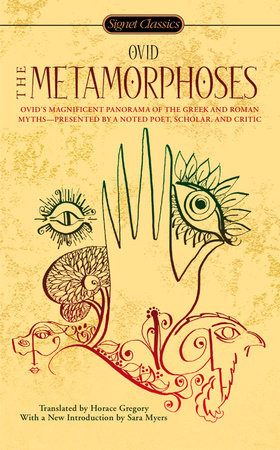 Signet Classics
OVID
THE
METAMORPHOSES
OVID'S MAGNIFICENT PANORAMA OF THE GREEK AND ROMAN
MYTHS—PRESENTED BY A NOTED POET, SCHOLAR, AND CRITIC
Translated by Horace Gregory
With a New Introduction by Sara Myers